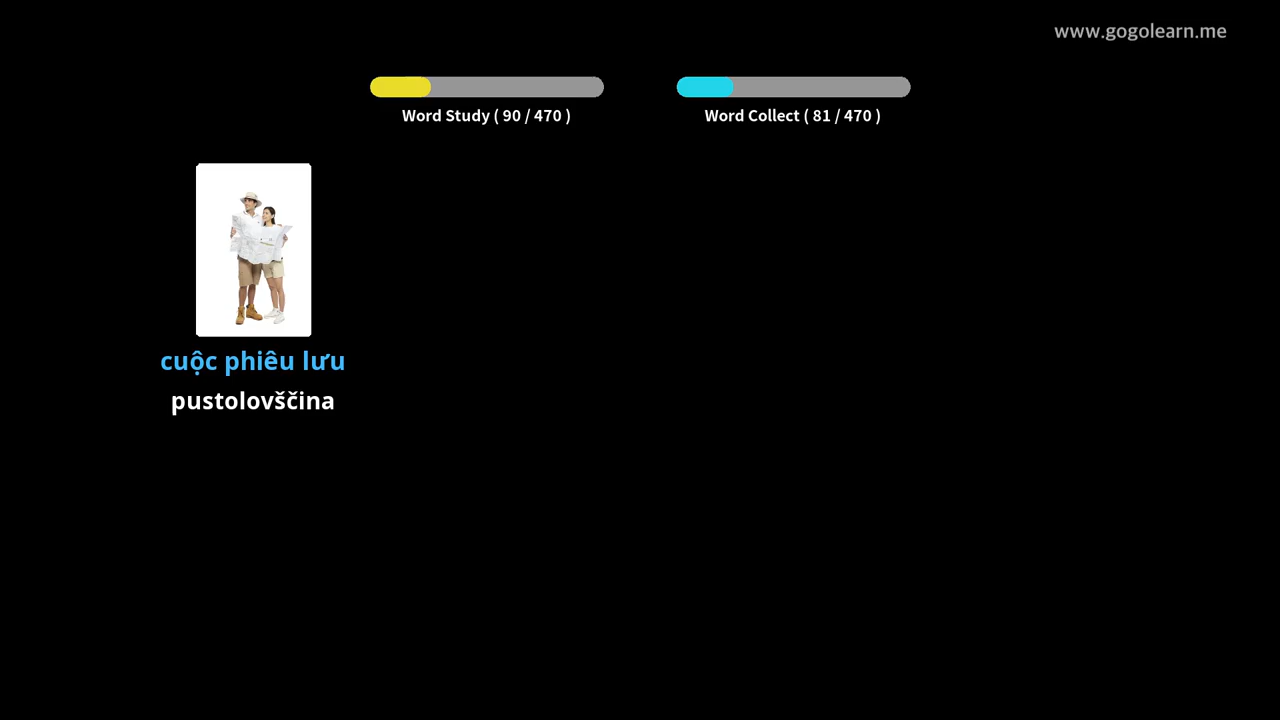 www.gogolearn.me
Word Study ( 90 / 470 )
Word Collect ( 81 / 470 )
cuộc phiêu lưu
pustolovščina